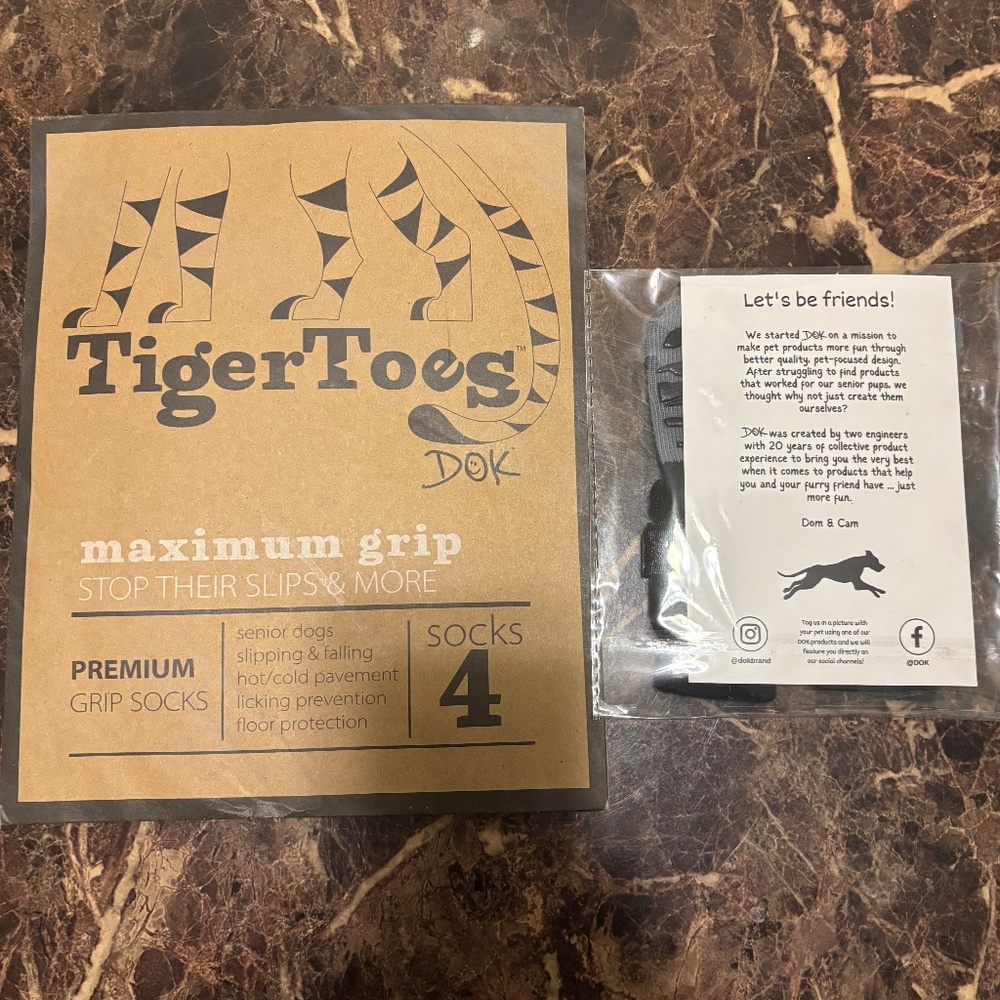 TigerToes™
DOK
maximum grip
STOP THEIR SLIPS & MORE
PREMIUM
GRIP SOCKS
senior dogs
slipping & falling
hot/cold pavement
licking prevention
floor protection
SOCKS
4
Let's be friends!
We started DOK on a mission to
make pet products more fun through
better quality, pet-focused design.
After struggling to find products
that worked for our senior pups, we
thought why not just create them
ourselves?
DOK was created by two engineers
with 20 years of collective product
experience to bring you the very best
when it comes to products that help
you and your furry friend have ... just
more fun.
Dom & Cam
@dokbrand
Tag us in a picture with
your pet using one of our
DOK products and we will
feature you directly on
our social channels!
f
@DOK